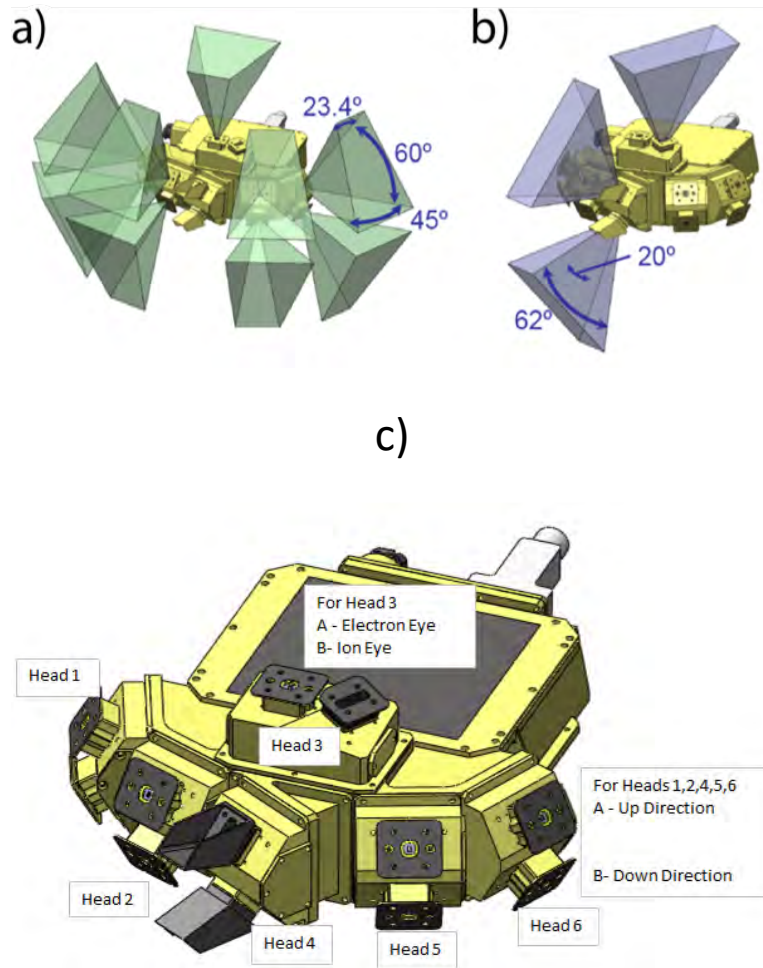 a)
b)
23.4º
60º
45º
20º
62º
c)
For Head 3
A - Electron Eye
B- Ion Eye
Head 1
Head 3
For Heads 1,2,4,5,6
A - Up Direction
B- Down Direction
Head 2
Head 4
Head 5
Head 6